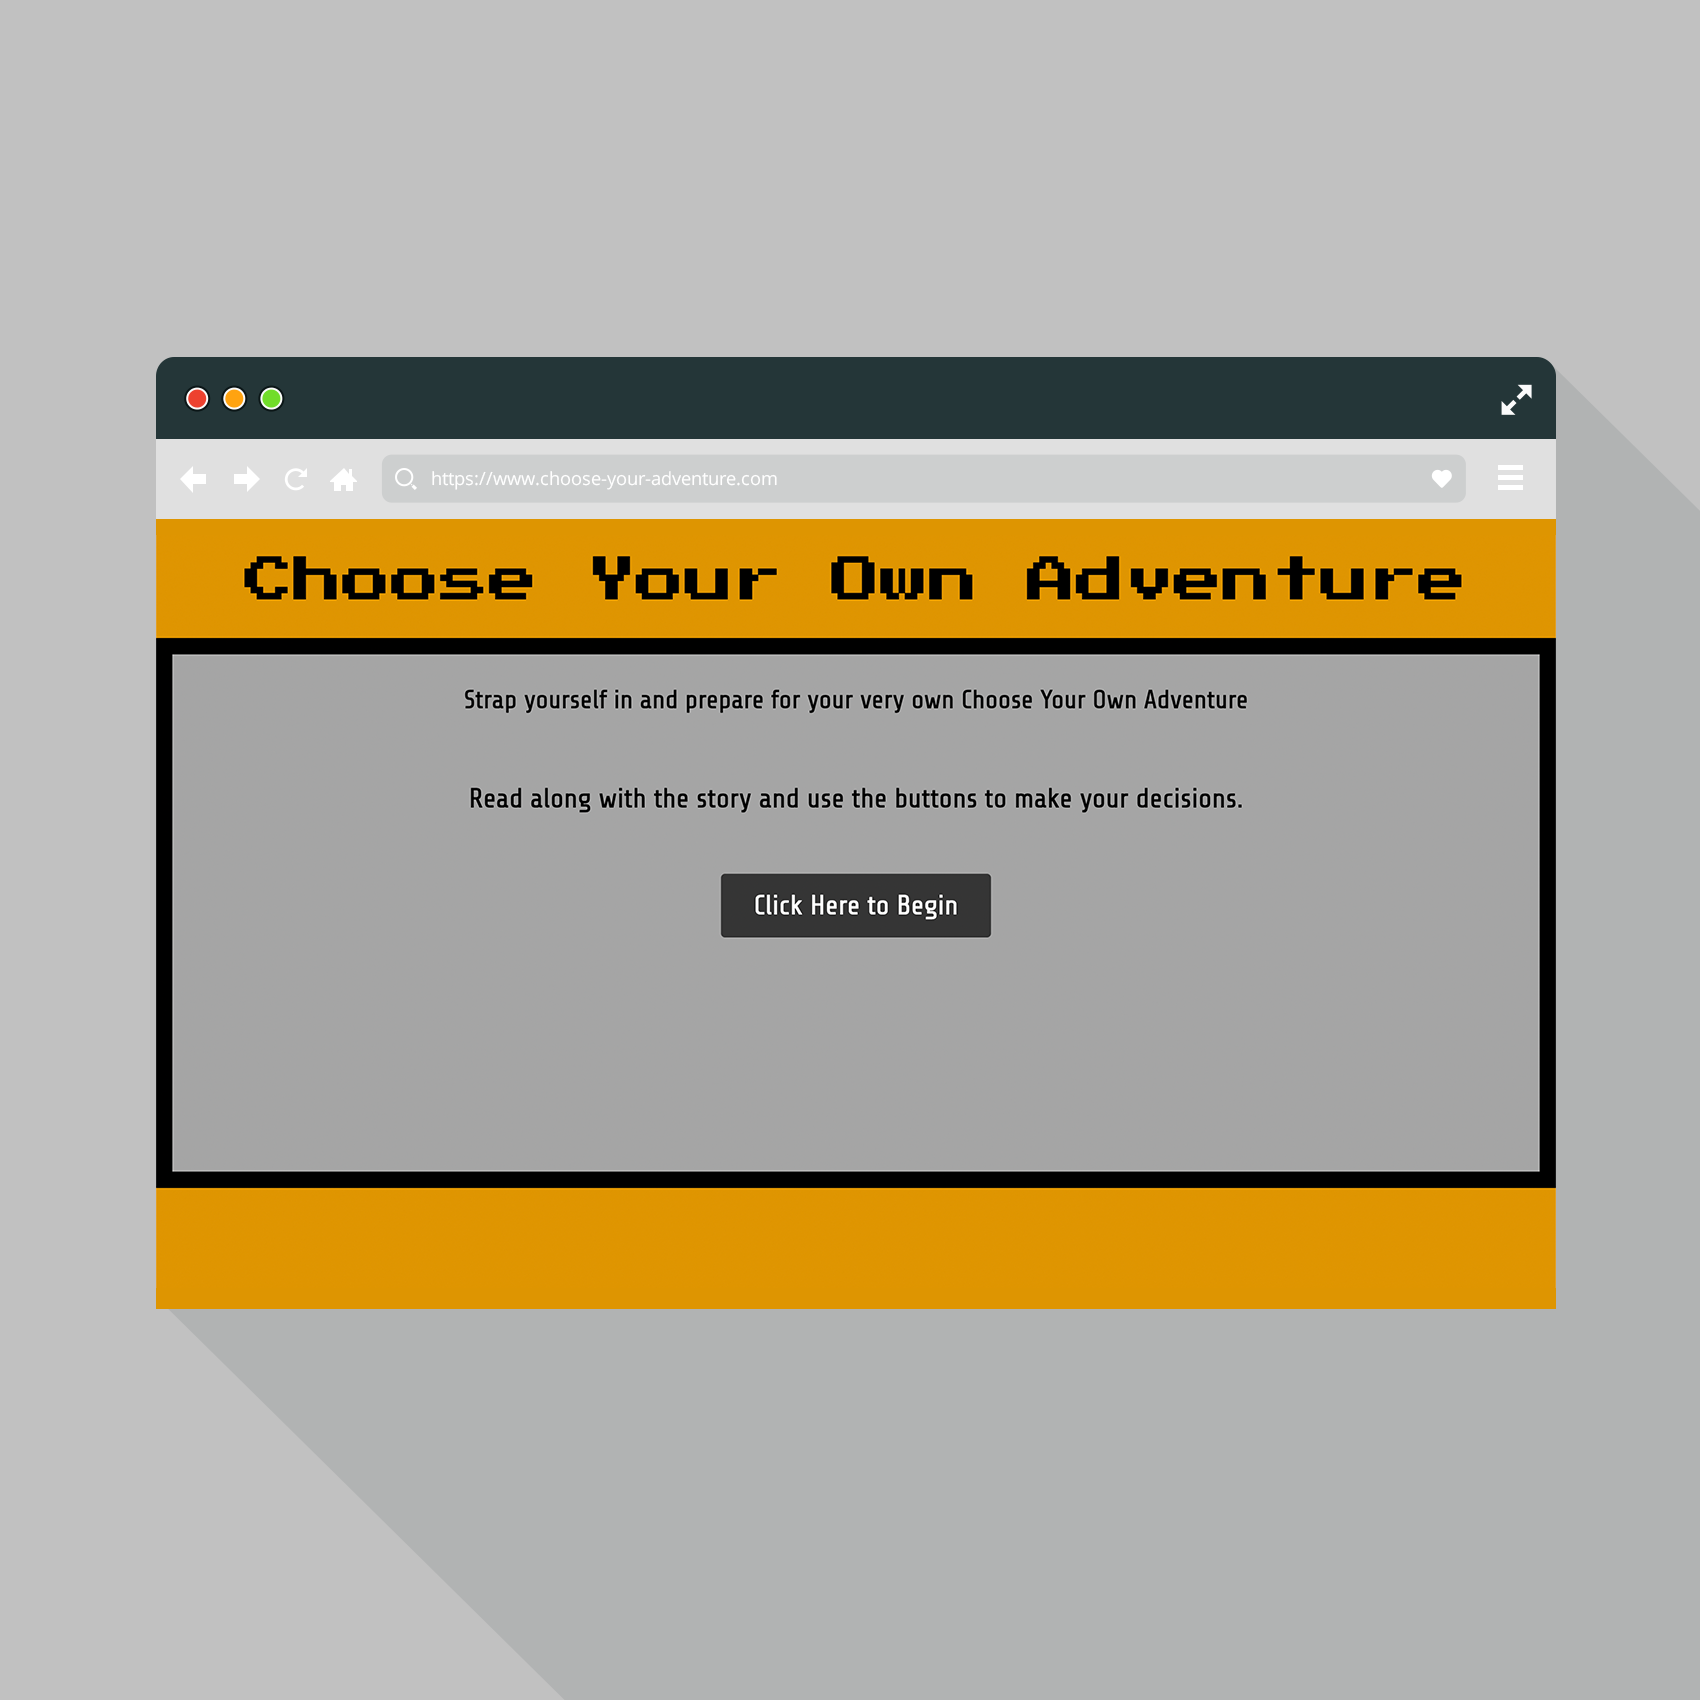 https://www.choose-your-adventure.com
Choose Your Own Adventure
Strap yourself in and prepare for your very own Choose Your Own Adventure
Read along with the story and use the buttons to make your decisions.
Click Here to Begin